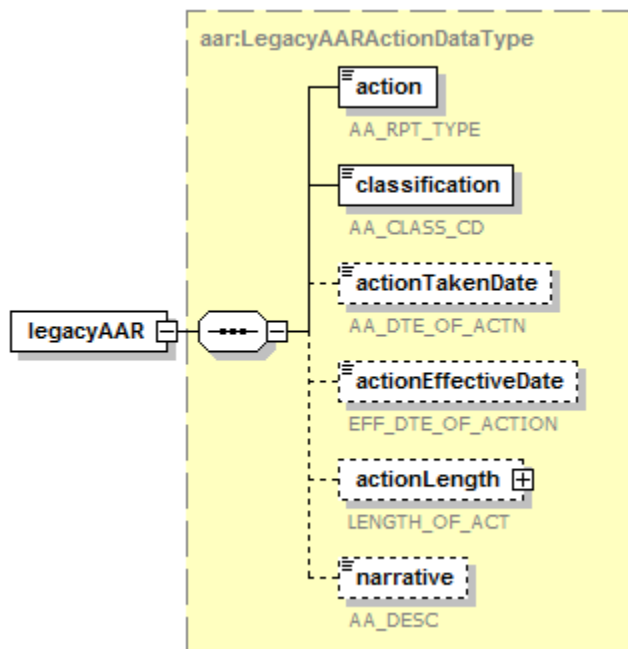 aar:LegacyAARActionDataType
action
AA_RPT_TYPE
classification
AA_CLASS_CD
actionTakenDate
AA_DTE_OF_ACTN
legacyAAR
actionEffectiveDate
EFF_DTE_OF_ACTION
actionLength
LENGTH_OF_ACT
narrative
AA_DESC